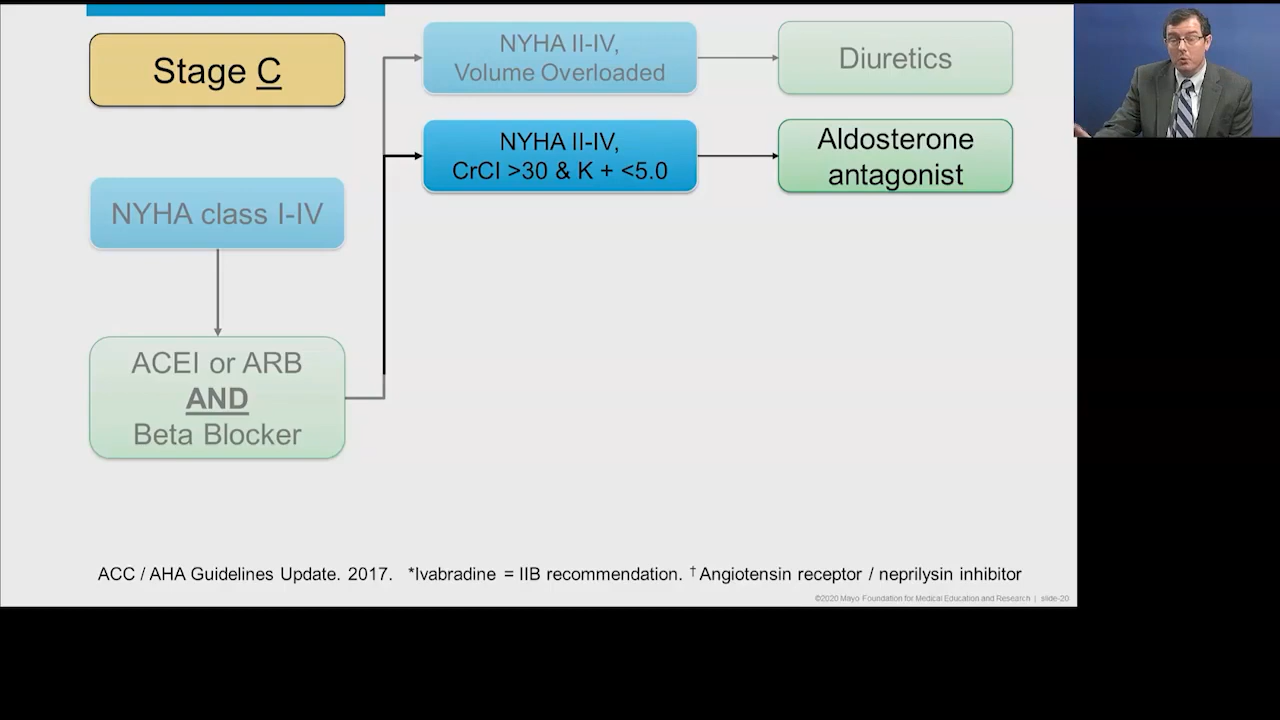 Stage C
NYHA class I-IV
ACEI or ARB
AND
Beta Blocker
NYHA II-IV,
Volume Overloaded
Diuretics
NYHA II-IV,
CrCl >30 & K + <5.0
Aldosterone
antagonist
ACC / AHA Guidelines Update. 2017. *Ivabradine = IIB recommendation. † Angiotensin receptor / neprilysin inhibitor
©2020 Mayo Foundation for Medical Education and Research | slide-20